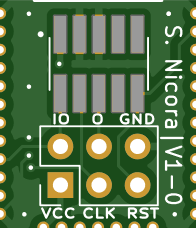 IO O GND
VCC CLK RST
S. Nicora V1-0